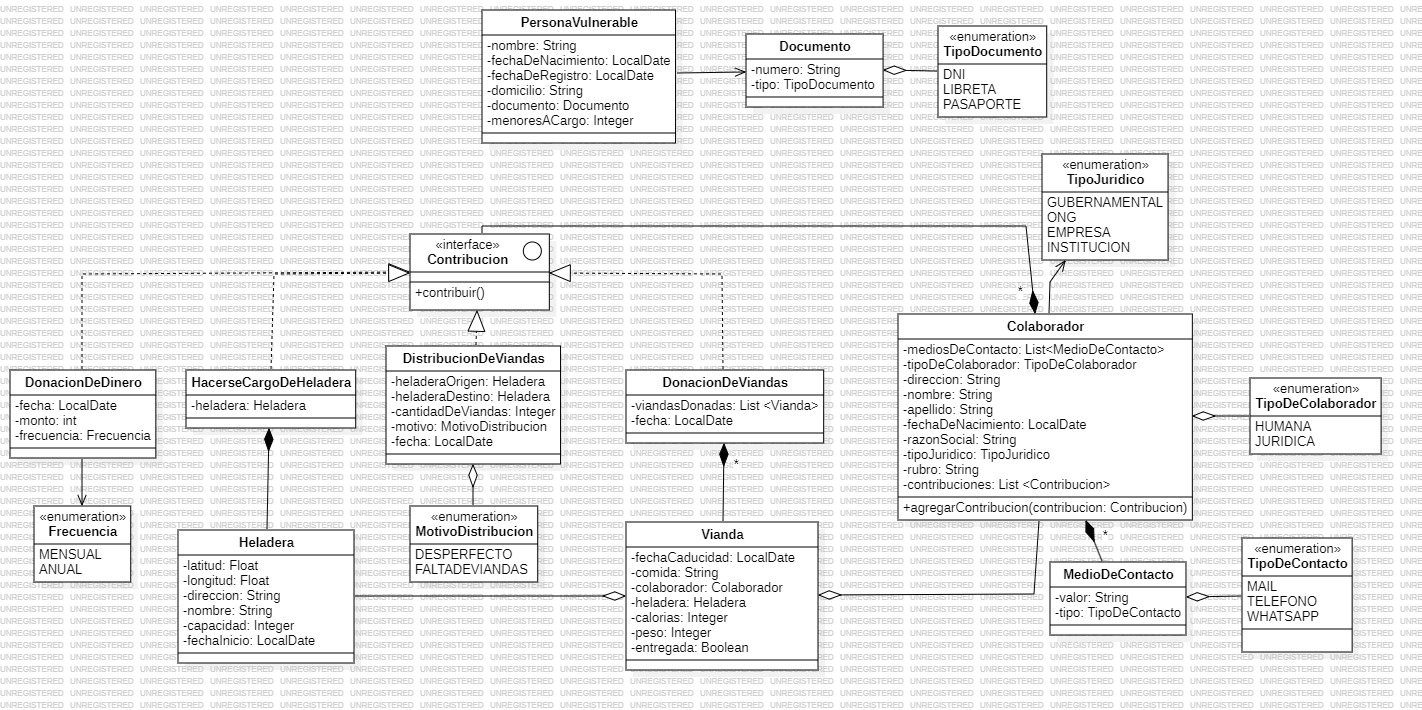 PersonaVulnerable
-nombre: String
-fechaDeNacimiento: LocalDate
-fechaDeRegistro: LocalDate
-domicilio: String
-documento: Documento
-menoresACargo: Integer
Documento
-numero: String
-tipo: TipoDocumento
«enumeration»
TipoDocumento
DNI
LIBRETA
PASAPORTE
«enumeration»
TipoJuridico
GUBERNAMENTAL
ONG
EMPRESA
INSTITUCION
«interface»
Contribucion
+contribuir()
*
DonacionDeDinero
-fecha: LocalDate
-monto: int
-frecuencia: Frecuencia
HacerseCargoDeHeladera
-heladera: Heladera
DistribucionDeViandas
-heladeraOrigen: Heladera
-heladeraDestino: Heladera
-cantidadDeViandas: Integer
-motivo: MotivoDistribucion
-fecha: LocalDate
DonacionDeViandas
-viandasDonadas: List <Vianda>
-fecha: LocalDate
*
Colaborador
-mediosDeContacto: List<MedioDeContacto>
-tipoDeColaborador: TipoDeColaborador
-direccion: String
-nombre: String
-apellido: String
-fechaDeNacimiento: LocalDate
-razonSocial: String
-tipoJuridico: TipoJuridico
-rubro: String
-contribuciones: List <Contribucion>
+agregarContribution(contribucion: Contribucion)
*
«enumeration»
TipoDeColaborador
HUMANA
JURIDICA
«enumeration»
Frecuencia
MENSUAL
ANUAL
Heladera
-latitud: Float
-longitud: Float
-direccion: String
-nombre: String
-capacidad: Integer
-fechaInicio: LocalDate
«enumeration»
MotivoDistribucion
DESPERFECTO
FALTADEVIANDAS
Vianda
-fechaCaducidad: LocalDate
-comida: String
-colaborador: Colaborador
-heladera: Heladera
-calorias: Integer
-peso: Integer
-entregada: Boolean
MedioDeContacto
-valor: String
-tipo: TipoDeContacto
«enumeration»
TipoDeContacto
MAIL
TELEFONO
WHATSAPP
UNREGISTERED